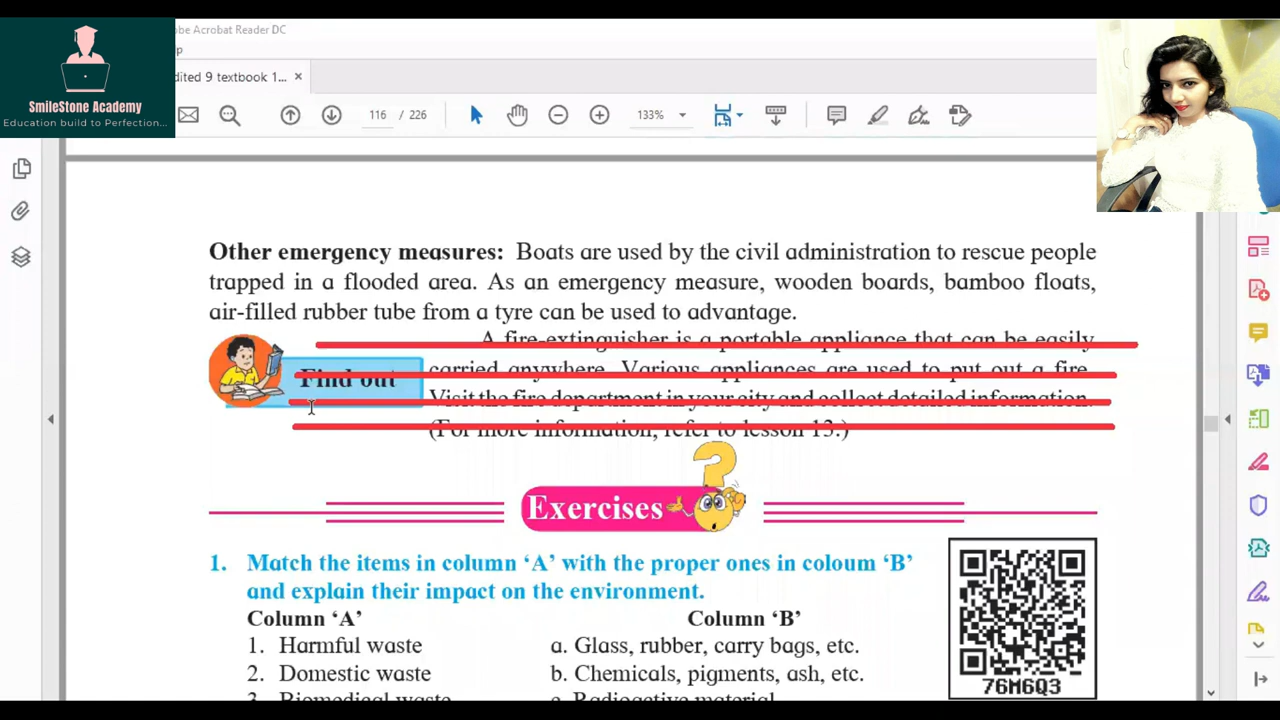 obe Acrobat Reader DC
p
SmileStone Academy
Education build to Perfection...
dited 9 textbook 1... ×
116 / 226
133%
Other emergency measures: Boats are used by the civil administration to rescue people
trapped in a flooded area. As an emergency measure, wooden boards, bamboo floats,
air-filled rubber tube from a tyre can be used to advantage.
A fire-extinguisher is a portable appliance that can be easily
Find out
carried anywhere. Various appliances are used to put out a fire.
Visit the fire department in your city and collect detailed information.
(For more information, refer to lesson 13.)
Exercises
1. Match the items in column ‘A’ with the proper ones in coloum ‘B’
and explain their impact on the environment.
Column ‘A’ Column ‘B’
1. Harmful waste a. Glass, rubber, carry bags, etc.
2. Domestic waste b. Chemicals, pigments, ash, etc.
3. Biomedical waste c. Radioactive material
76M6Q3